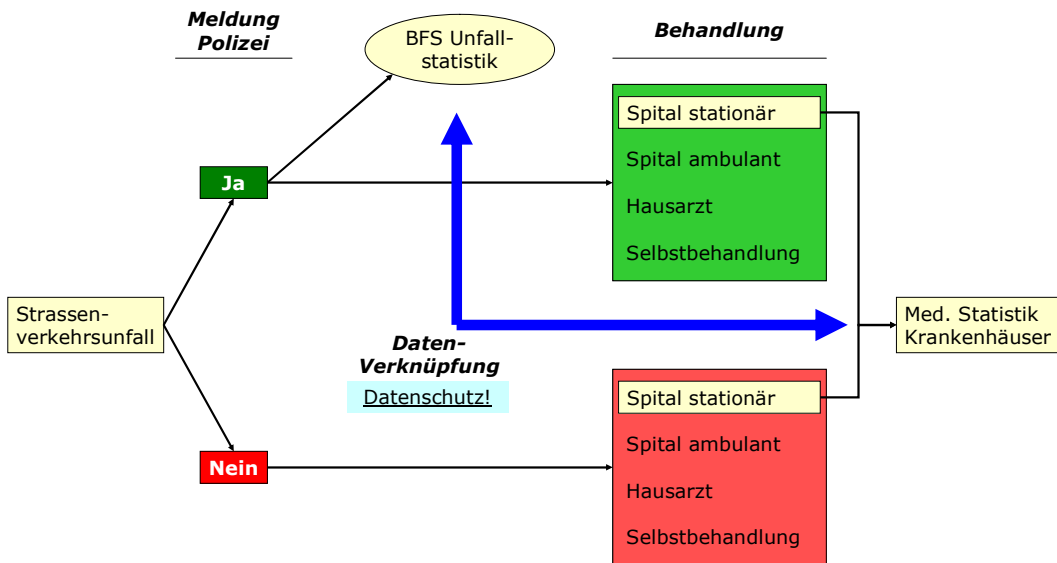 Meldung
Polizei
BFS Unfall-
statistik
Behandlung
Spital stationär
Spital ambulant
Hausarzt
Selbstbehandlung
Ja
Strassen-
verkehrsunfall
Med. Statistik
Krankenhäuser
Daten-
Verknüpfung
Datenschutz!
Nein
Spital stationär
Spital ambulant
Hausarzt
Selbstbehandlung